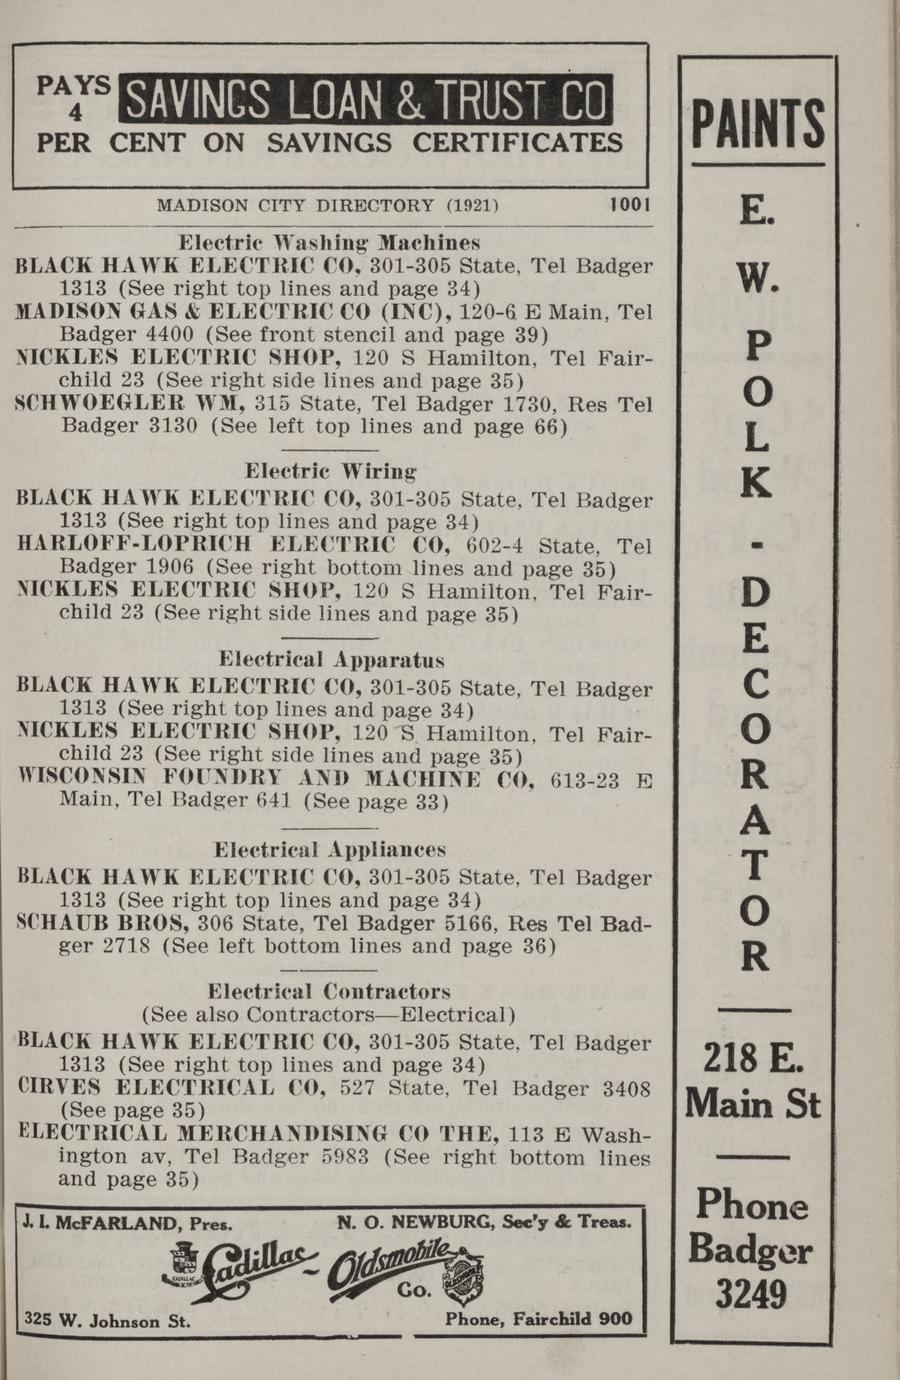 PAYS
4
SAVINGS LOAN & TRUST CO
PER CENT ON SAVINGS CERTIFICATES
MADISON CITY DIRECTORY (1921) 1001
Electric Washing Machines
BLACK HAWK ELECTRIC CO, 301-305 State, Tel Badger
1313 (See right top lines and page 34)
MADISON GAS & ELECTRIC CO (INC), 120-6 E Main, Tel
Badger 4400 (See front stencil and page 39)
NICKLES ELECTRIC SHOP, 120 S Hamilton, Tel Fair-
child 23 (See right side lines and page 35)
SCHWOEGLER WM, 315 State, Tel Badger 1730, Res Tel
Badger 3130 (See left top lines and page 66)
Electric Wiring
BLACK HAWK ELECTRIC CO, 301-305 State, Tel Badger
1313 (See right top lines and page 34)
HARLOFF-LOPRICH ELECTRIC CO, 602-4 State, Tel
Badger 1906 (See right bottom lines and page 35)
NICKLES ELECTRIC SHOP, 120 S Hamilton, Tel Fair-
child 23 (See right side lines and page 35)
Electrical Apparatus
BLACK HAWK ELECTRIC CO, 301-305 State, Tel Badger
1313 (See right top lines and page 34)
NICKLES ELECTRIC SHOP, 120 S Hamilton, Tel Fair-
child 23 (See right side lines and page 35)
WISCONSIN FOUNDRY AND MACHINE CO, 613-23 E
Main, Tel Badger 641 (See page 33)
Electrical Appliances
BLACK HAWK ELECTRIC CO, 301-305 State, Tel Badger
1313 (See right top lines and page 34)
SCHAUB BROS, 306 State, Tel Badger 5166, Res Tel Bad-
ger 2718 (See left bottom lines and page 36)
Electrical Contractors
(See also Contractors—Electrical)
BLACK HAWK ELECTRIC CO, 301-305 State, Tel Badger
1313 (See right top lines and page 34)
CIRVES ELECTRICAL CO, 527 State, Tel Badger 3408
(See page 35)
ELECTRICAL MERCHANDISING CO THE, 113 E Wash-
ington av, Tel Badger 5983 (See right bottom lines
and page 35)
J. I. McFARLAND, Pres. N. O. NEWBURG, Sec'y & Treas.
Cadillac - Oldsmobile
Co.
325 W. Johnson St. Phone, Fairchild 900
PAINTS
E.
W.
P
O
L
K
-
D
E
C
O
R
A
T
O
R
218 E.
Main St
Phone
Badger
3249